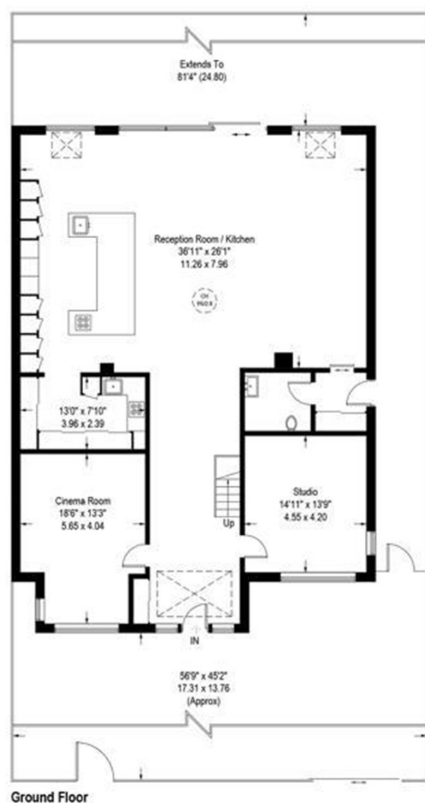 Extends To
81'4" (24.80)
Reception Room / Kitchen
36'11" x 26'1"
11.26 x 7.96
CH
13'0" x 7'10"
3.96 x 2.39
Cinema Room
18'6" x 13'3"
5.65 x 4.04
Studio
14'11" x 13'9"
4.55 x 4.20
Up
IN
56'9" x 45'2"
17.31 x 13.76
(Approx)
Ground Floor